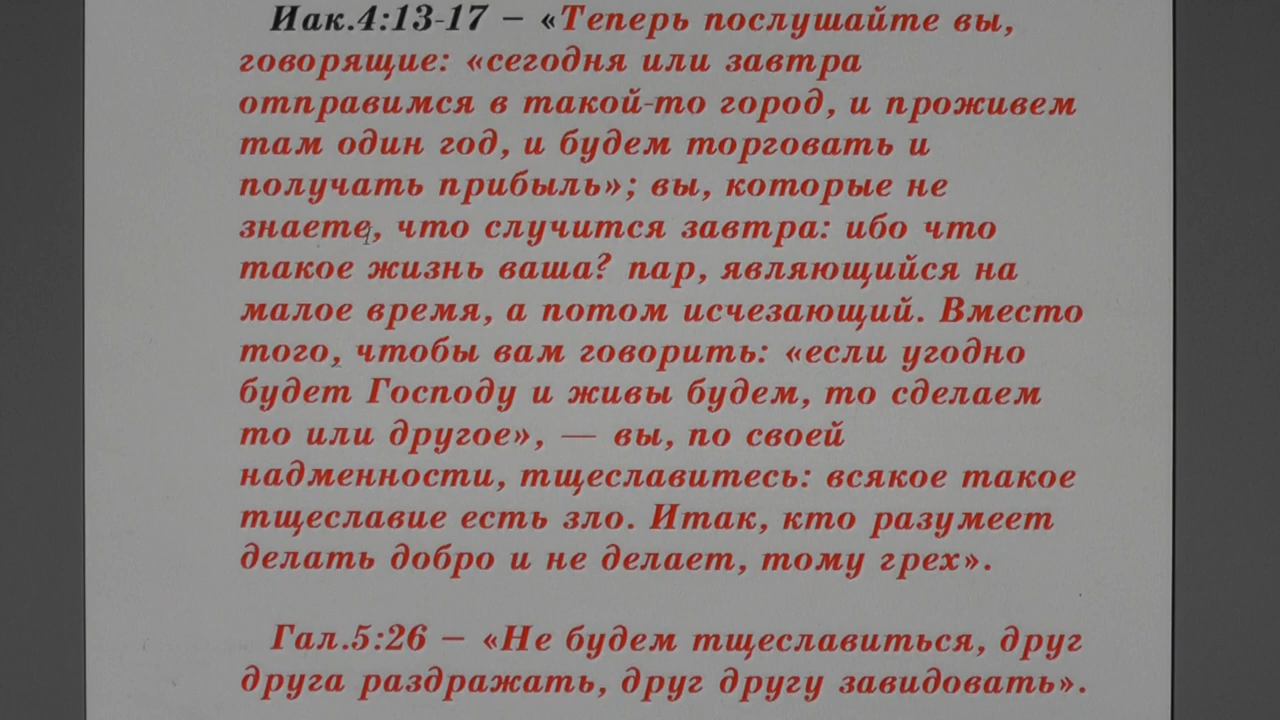 Иак.4:13-17 – «Теперь послушайте вы,
говорящие: «сегодня или завтра
отправимся в такой-то город, и проживем
там один год, и будем торговать и
получать прибыль»; вы, которые не
знаете, что случится завтра: ибо что
такое жизнь ваша? пар, являющийся на
малое время, а потом исчезающий. Вместо
того, чтобы вам говорить: «если угодно
будет Господу и живы будем, то сделаем
то или другое», — вы, по своей
надменности, тщеславитесь: всякое такое
тщеславие есть зло. Итак, кто разумеет
делать добро и не делает, тому грех».
Гал.5:26 – «Не будем тщеславиться, друг
друга раздражать, друг другу завидовать».